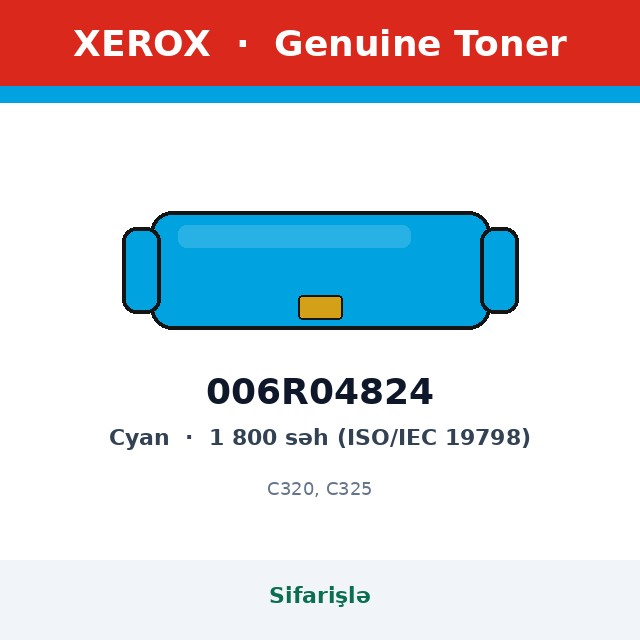 XEROX · Genuine Toner
006R04824
Cyan · 1 800 səh (ISO/IEC 19798)
C320, C325
Sifarişlə